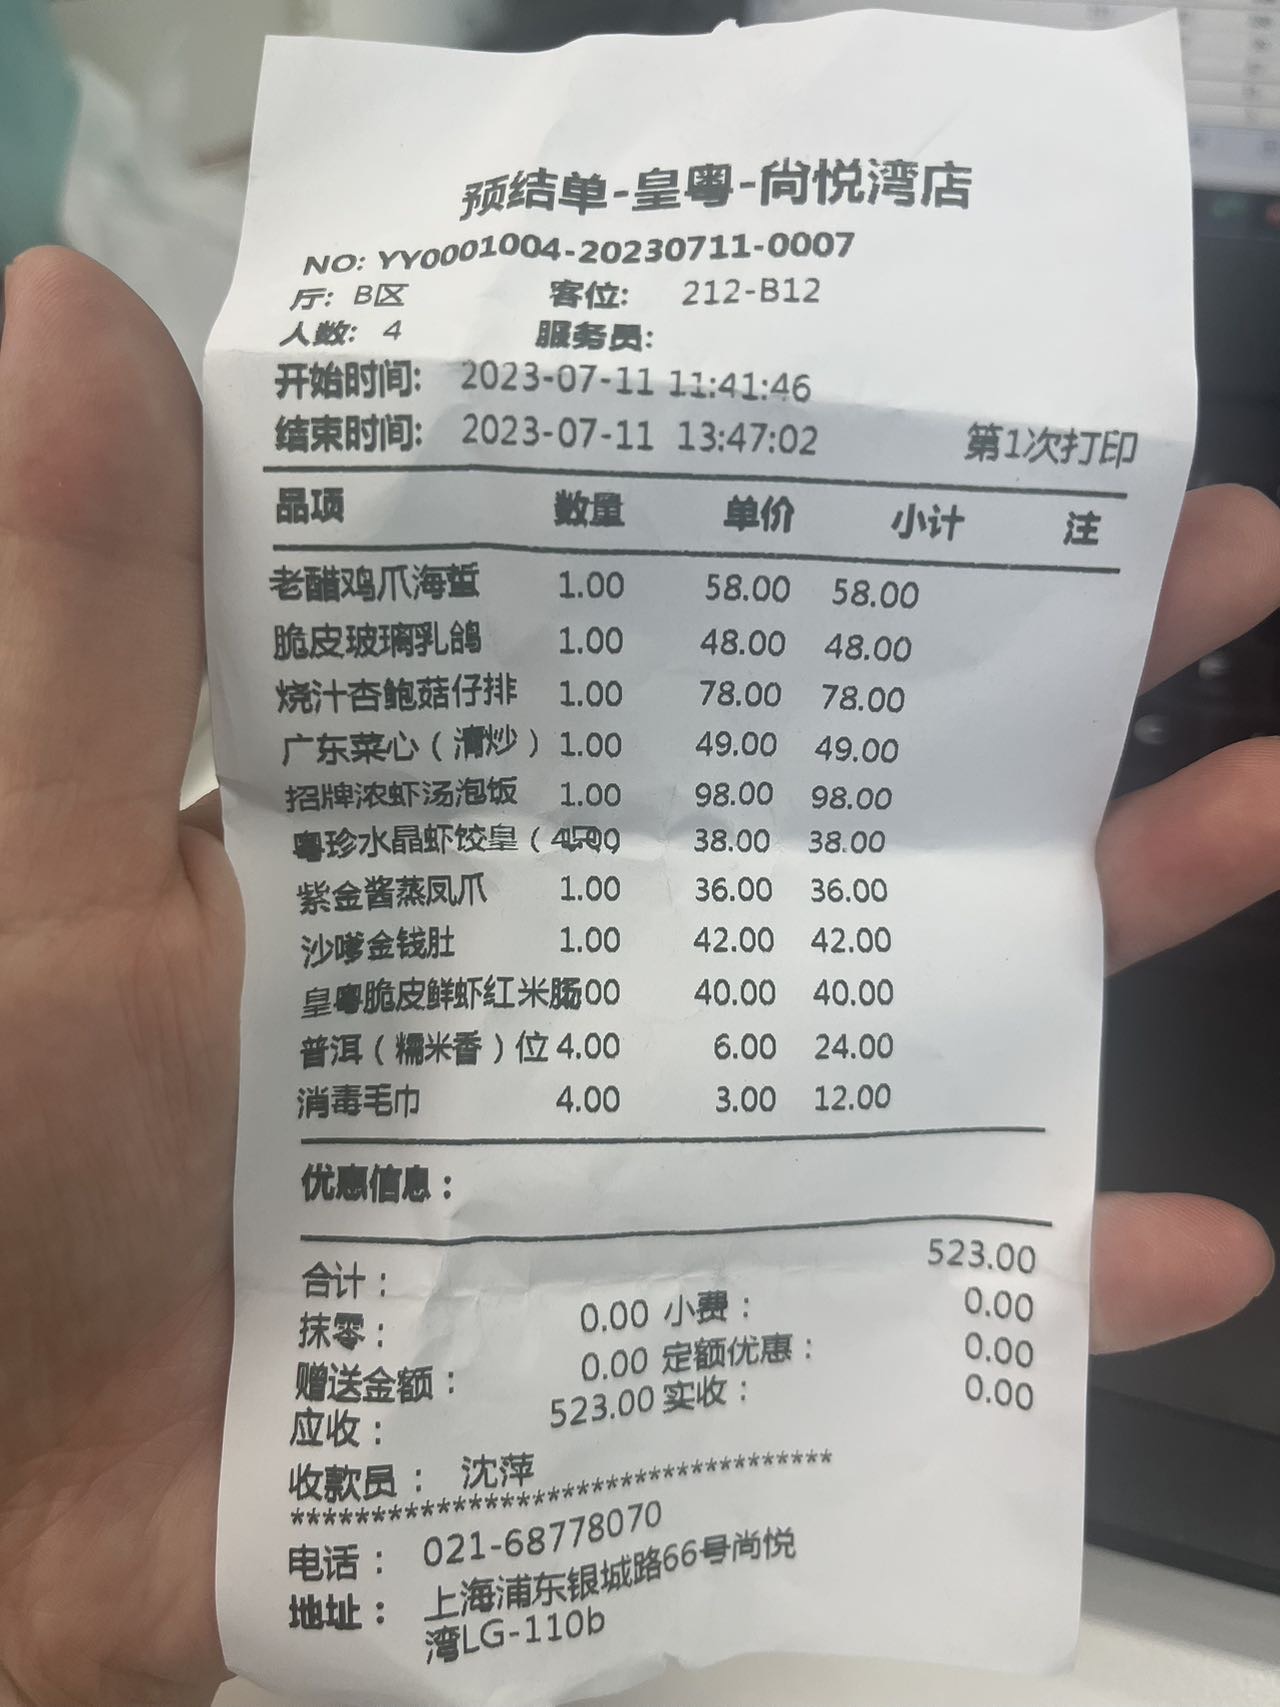 预结单-皇粤-尚悦湾店
NO: YY0001004-20230711-0007
厅: B区 客位: 212-B12
人数: 4 服务员:
开始时间: 2023-07-11 11:41:46
结束时间: 2023-07-11 13:47:02 第1次打印
品项 数量 单价 小计 注
老醋鸡爪海蜇 1.00 58.00 58.00
脆皮玻璃乳鸽 1.00 48.00 48.00
烧汁杏鲍菇仔排 1.00 78.00 78.00
广东菜心（清炒） 1.00 49.00 49.00
招牌浓虾汤泡饭 1.00 98.00 98.00
粤珍水晶虾饺皇（ 38.00 38.00
紫金酱蒸凤爪 1.00 36.00 36.00
沙嗲金钱肚 1.00 42.00 42.00
皇粤脆皮鲜虾红米肠 .00 40.00 40.00
普洱（糯米香）位 4.00 6.00 24.00
消毒毛巾 4.00 3.00 12.00
优惠信息：
合计： 523.00
抹零： 0.00 小费： 0.00
赠送金额： 0.00 定额优惠： 0.00
应收： 523.00 实收： 0.00
收款员： 沈萍
************************************
电话： 021-68778070
地址： 上海浦东银城路66号尚悦
湾LG-110b